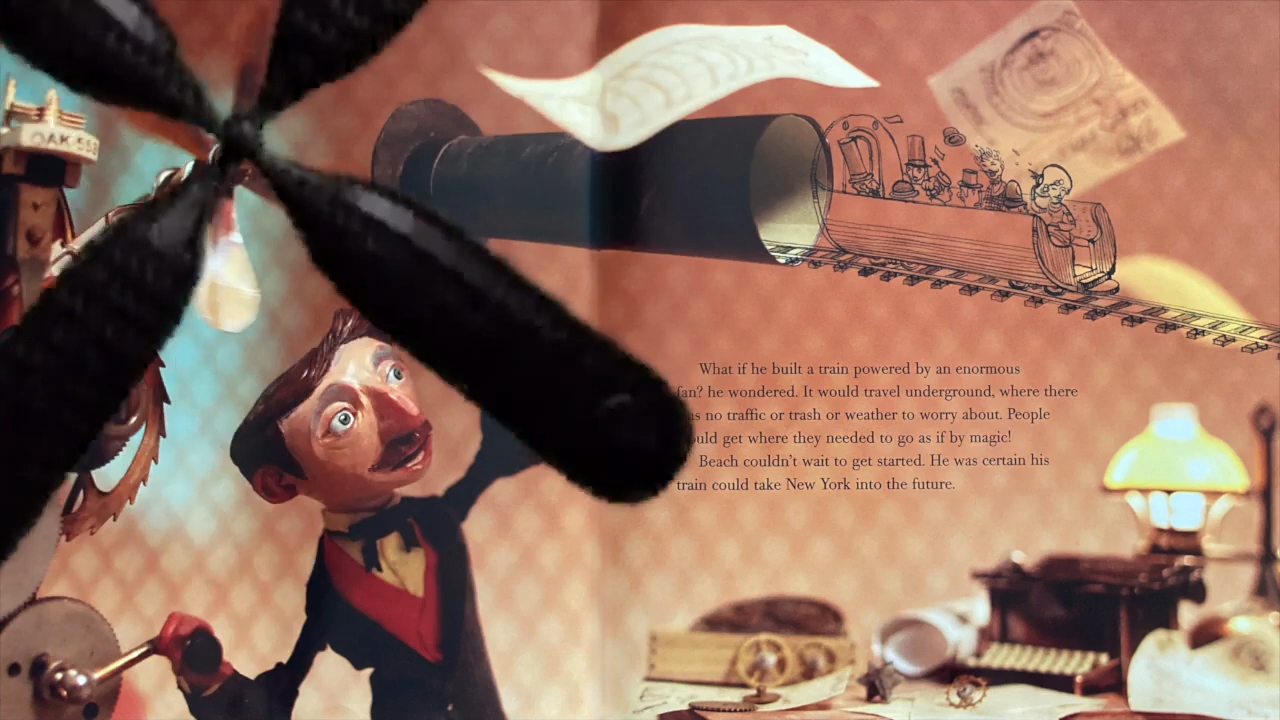 OAK
What if he built a train powered by an enormous
fan? he wondered. It would travel underground, where there
no traffic or trash or weather to worry about. People
get where they needed to go as if by magic!
Beach couldn't wait to get started. He was certain his
train could take New York into the future.